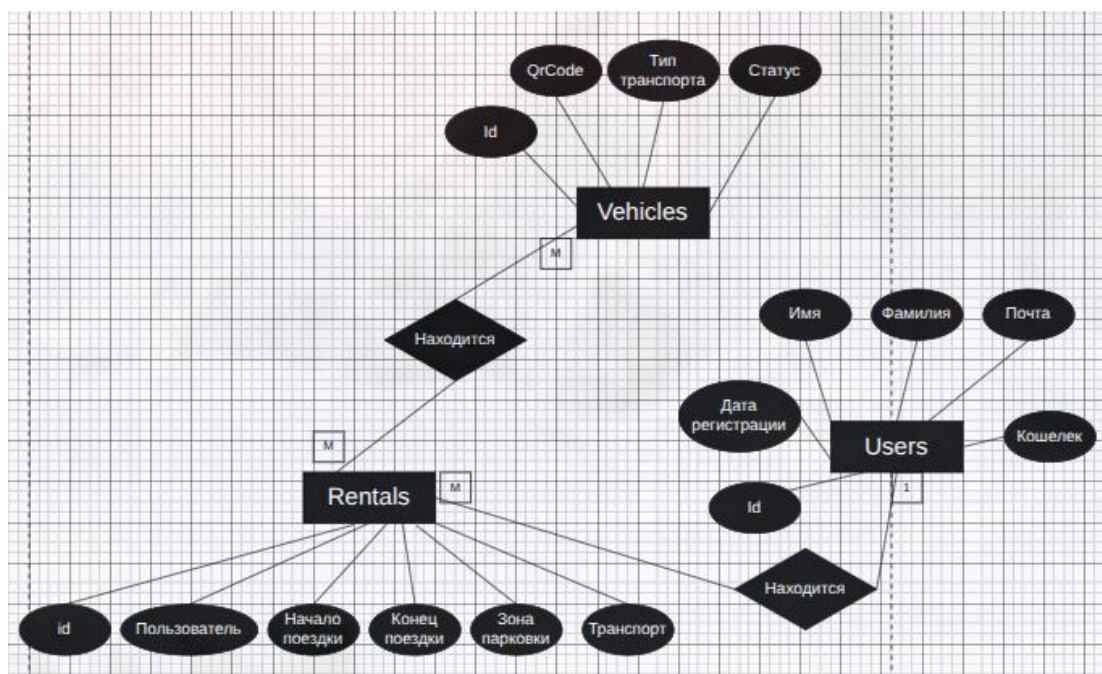 QrCode
Тип
транспорта
Статус
Id
Vehicles
М
Находится
Имя
Фамилия
Почта
Дата
регистрации
Users
Кошелек
М
Rentals
М
1
Id
Находится
id
Пользователь
Начало
поездки
Конец
поездки
Зона
парковки
Транспорт